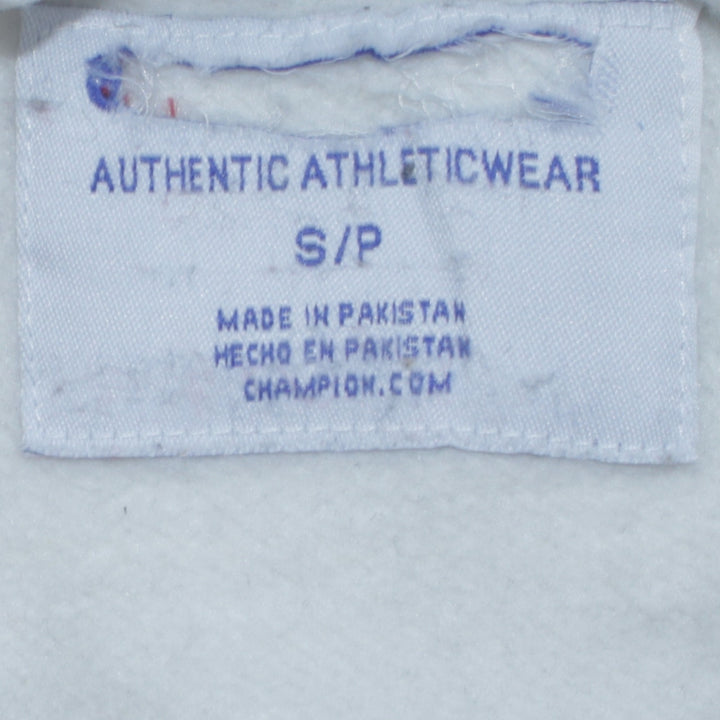 AUTHENTIC ATHLETICWEAR
S/P
MADE IN PAKISTAN
HECHO EN PAKISTAN
CHAMPION.COM